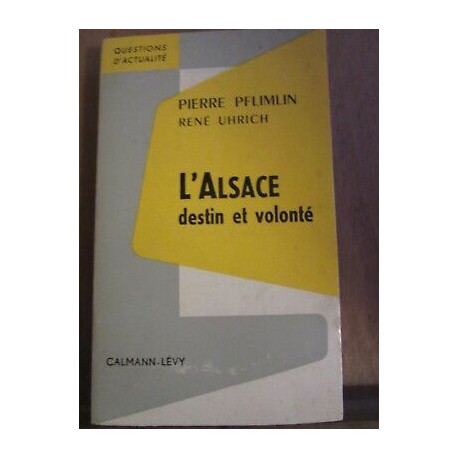 QUESTIONS
D'ACTUALITÉ
PIERRE PFLIMLIN
RENÉ UHRICH
L'ALSACE
destin et volonté
CALMANN-LÉVY